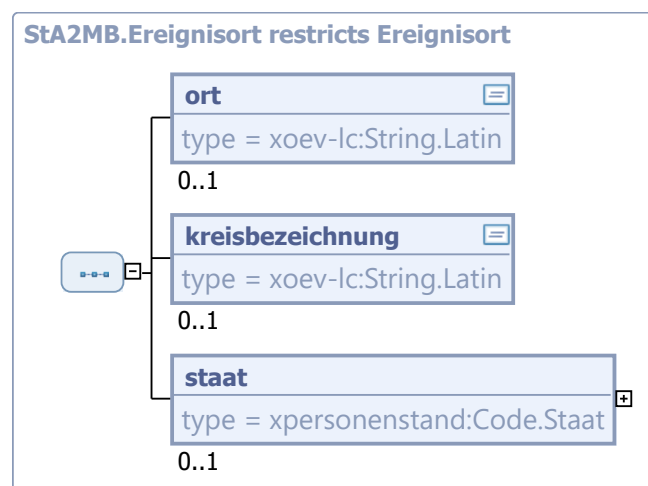 StA2MB.Ereignisort restricts Ereignisort
ort
type = xoev-lc:String.Latin
0..1
kreisbezeichnung
type = xoev-lc:String.Latin
0..1
staat
type = xpersonenstand:Code.Staat
0..1